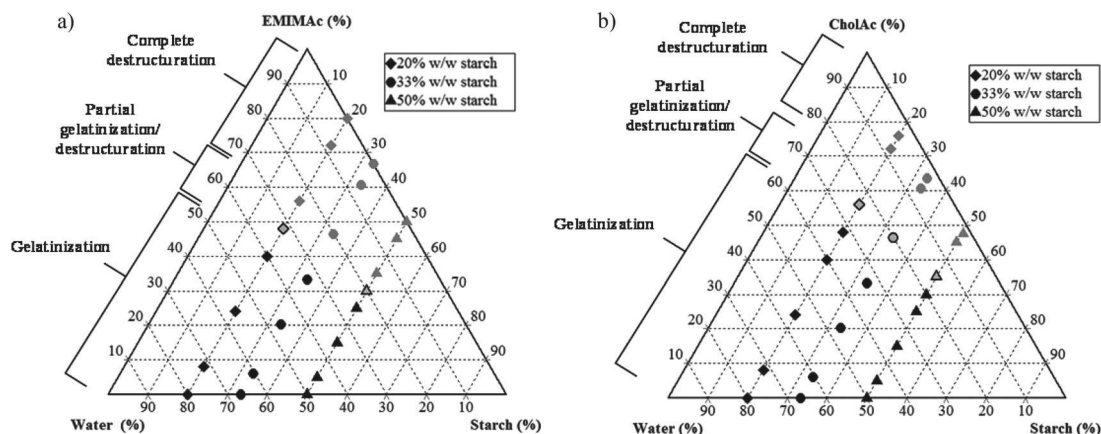 a)
EMIMAc (%)
Complete
destructuration
Partial
gelatinization/
destructuration
Gelatinization
20% w/w starch
33% w/w starch
50% w/w starch
90
80
70
60
50
40
30
20
10
10
20
30
40
50
60
70
80
90
90
80
70
60
50
40
30
20
10
Water (%)
Starch (%)
b)
CholAc (%)
Complete
destructuration
Partial
gelatinization/
destructuration
Gelatinization
20% w/w starch
33% w/w starch
50% w/w starch
90
80
70
60
50
40
30
20
10
10
20
30
40
50
60
70
80
90
90
80
70
60
50
40
30
20
10
Water (%)
Starch (%)